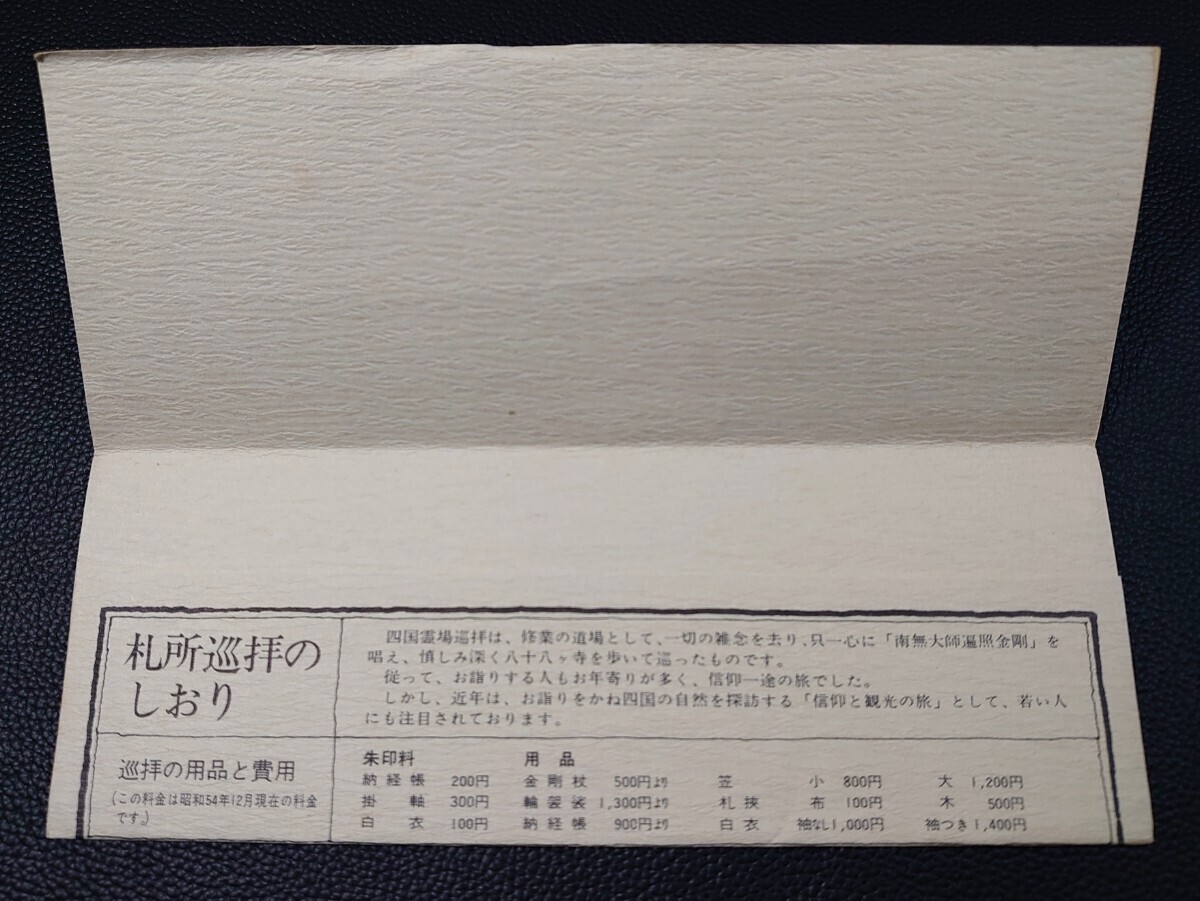 札所巡拝の
しおり
四国霊場巡拝は、修業の道場として、一切の雑念を去り、只一心に「南無大師遍照金剛」を
唱え、慎しみ深く八十八ヶ寺を歩いて巡ったものです。
従って、お詣りする人もお年寄りが多く、信仰一途の旅でした。
しかし、近年は、お詣りをかね四国の自然を探訪する「信仰と観光の旅」として、若い人
にも注目されております。
巡拝の用品と費用
(この料金は昭和54年12月現在の料金
です。)
朱印料 用品
納経帳 200円 金剛杖 500円より 笠 小 800円 大 1,200円
掛軸 300円 輪袈裟 1,300円より 札挾 布 100円 木 500円
白衣 100円 納経帳 900円より 白衣 袖なし1,000円 袖つき1,400円